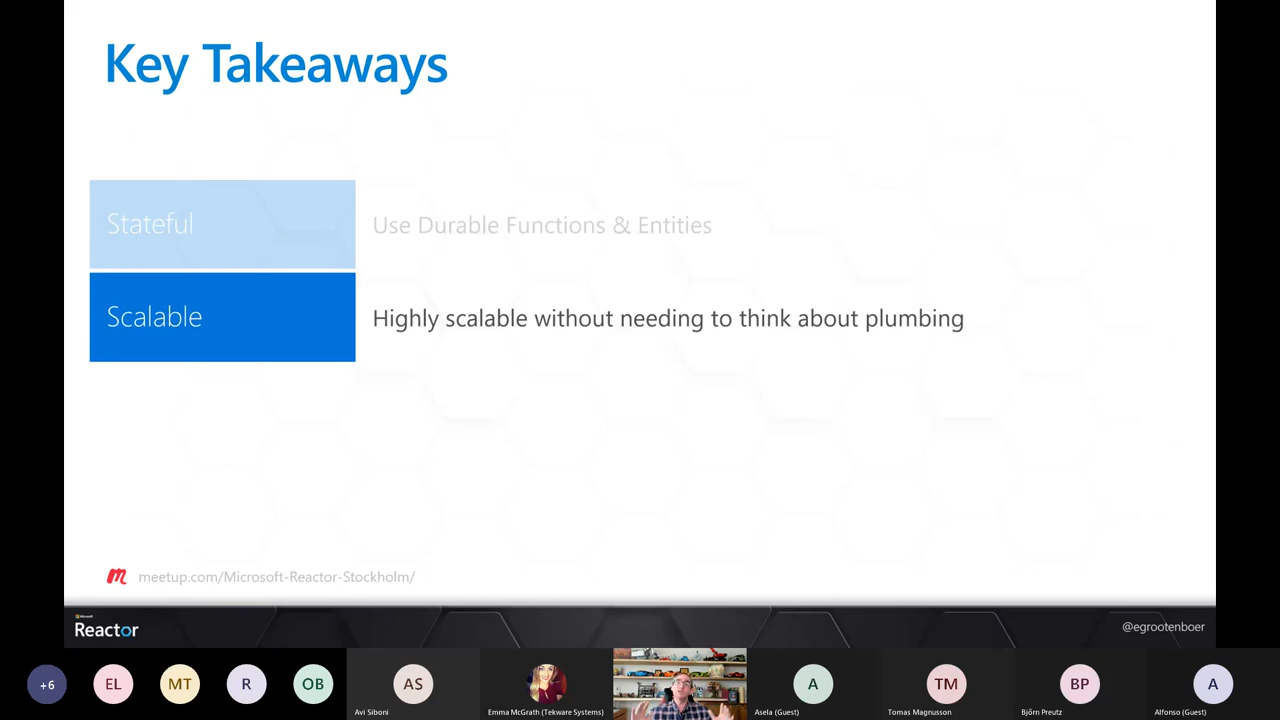 Key Takeaways
Stateful
Use Durable Functions & Entities
Scalable
Highly scalable without needing to think about plumbing
meetup.com/Microsoft-Reactor-Stockholm/
Microsoft
Reactor
@egrootenboer
+6
EL
MT
R
OB
AS
A
TM
BP
A
Avi Siboni
Emma McGrath (Tekware Systems)
Asela (Guest)
Tomas Magnusson
Björn Preutz
Alfonso (Guest)